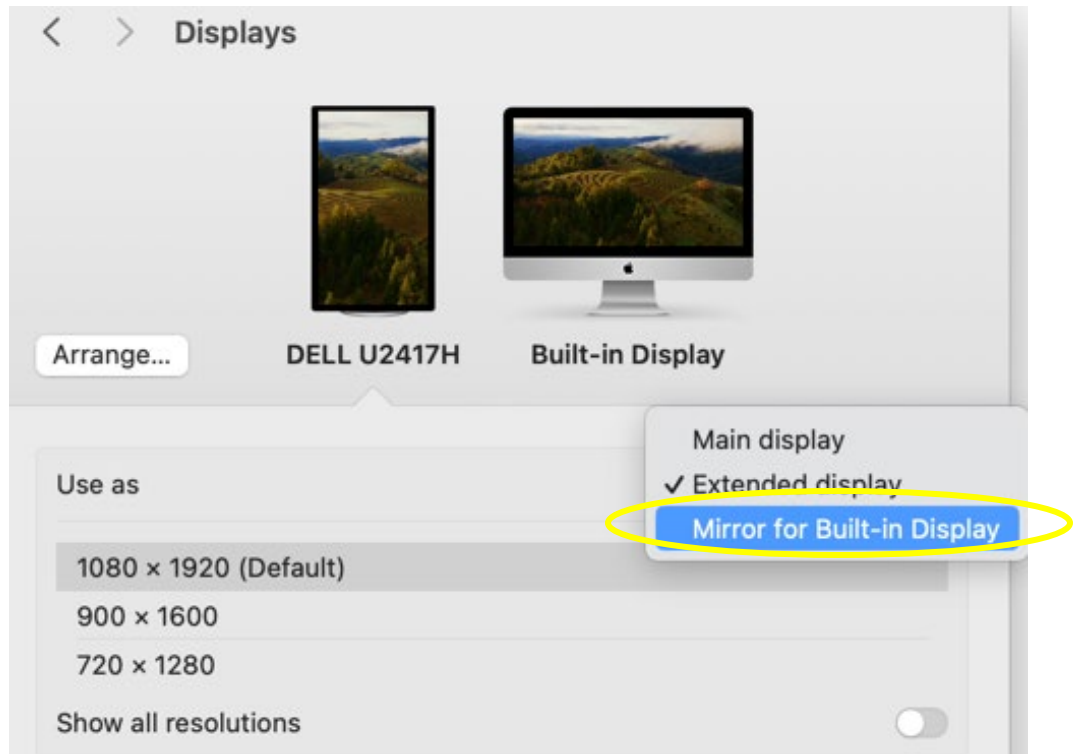 Displays
Arrange...
DELL U2417H
Built-in Display
Use as
Main display
✓ Extended display
Mirror for Built-in Display
1080 × 1920 (Default)
900 × 1600
720 × 1280
Show all resolutions